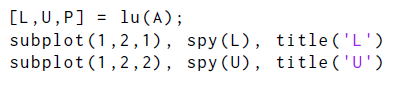 [L,U,P] = lu(A);
subplot(1,2,1), spy(L), title('L')
subplot(1,2,2), spy(U), title('U')